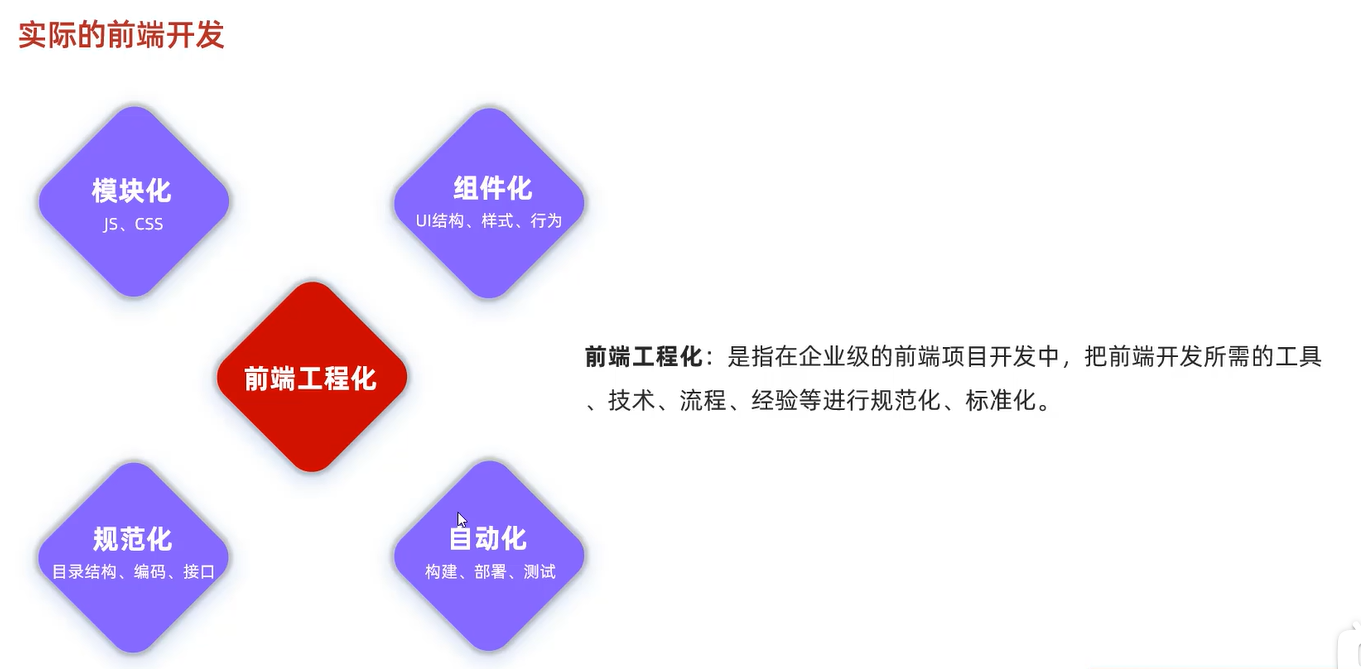 实际的前端开发
模块化
JS、CSS
组件化
UI结构、样式、行为
前端工程化
前端工程化：是指在企业级的前端项目开发中，把前端开发所需的工具
、技术、流程、经验等进行规范化、标准化。
规范化
目录结构、编码、接口
自动化
构建、部署、测试